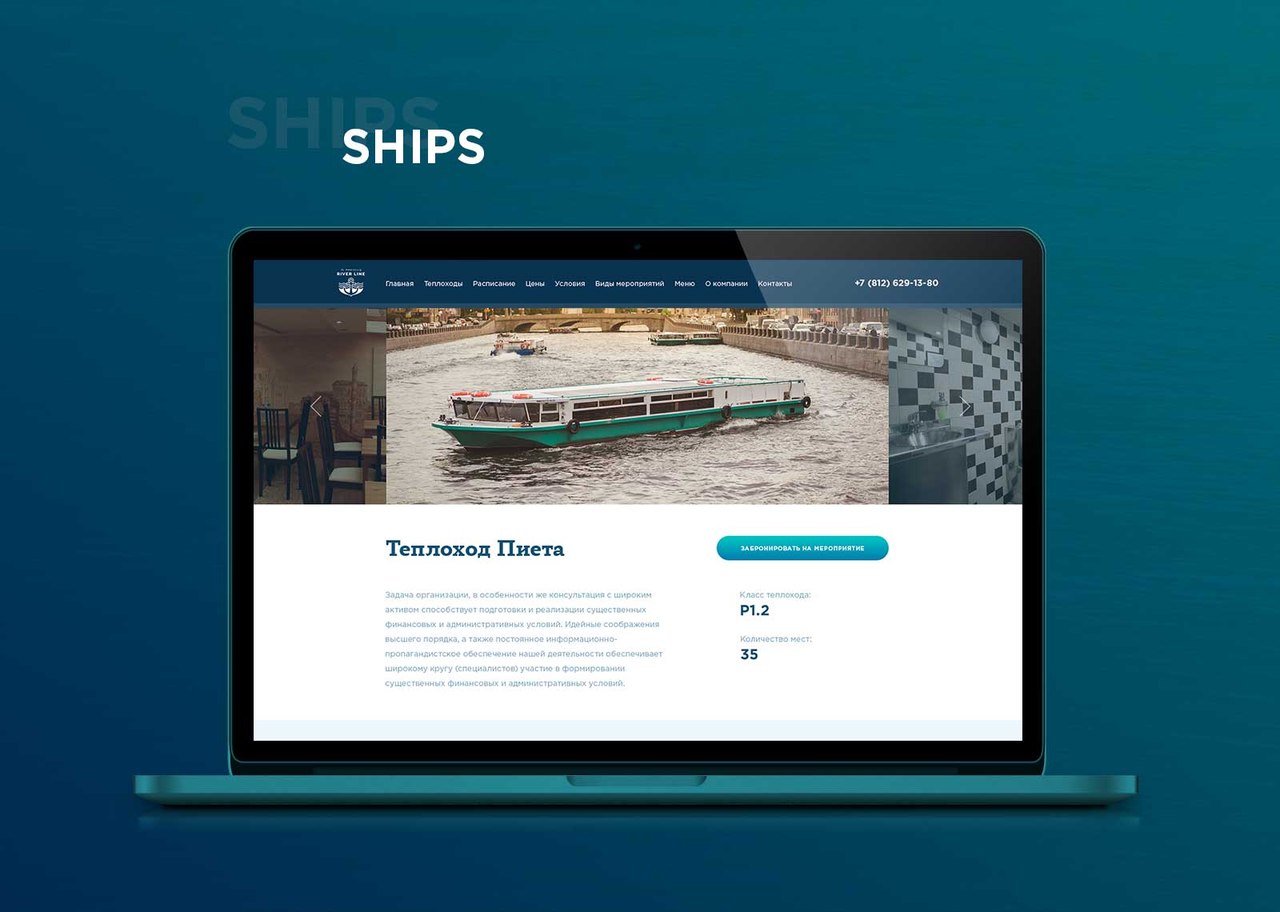 SHIPS
SHIPS
RIVER LINE
Главная Теплоходы Расписание Цены Условия Виды мероприятий Меню О компании Контакты
+7 (812) 629-13-80
Теплоход Пиета
ЗАБРОНИРОВАТЬ НА МЕРОПРИЯТИЕ
Задача организации, в особенности же консультация с широким
активом способствует подготовки и реализации существенных
финансовых и административных условий. Идейные соображения
высшего порядка, а также постоянное информационно-
пропагандистское обеспечение нашей деятельности обеспечивает
широкому кругу (специалистов) участие в формировании
существенных финансовых и административных условий.
Класс теплохода:
Р1.2
Количество мест:
35